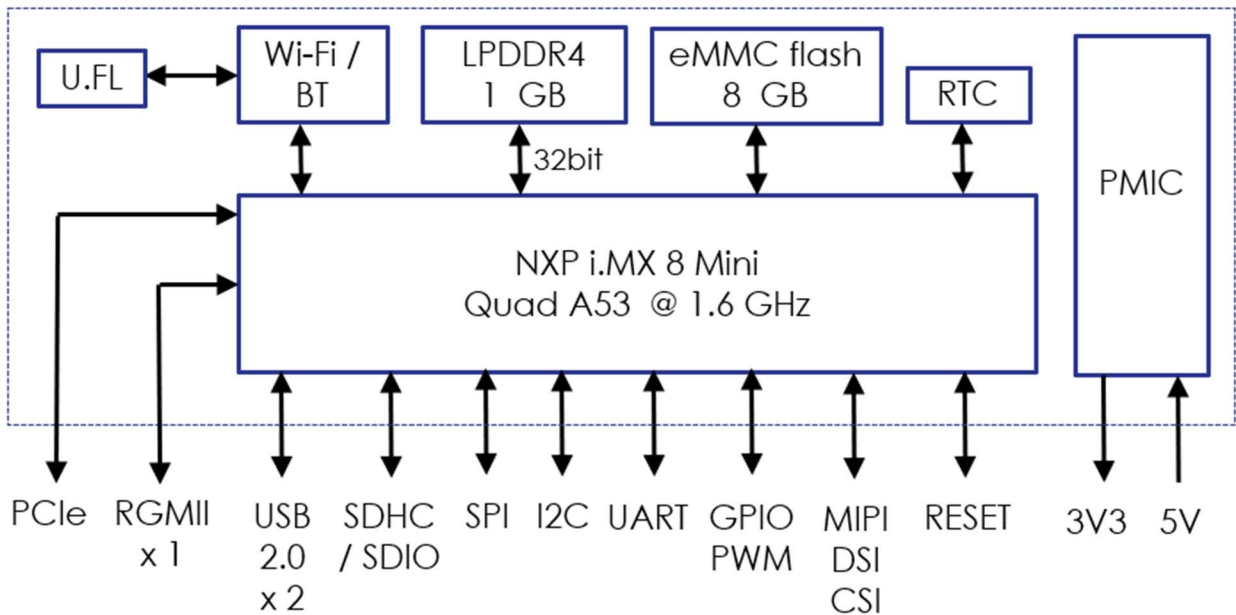 U.FL
Wi-Fi /
BT
LPDDR4
1 GB
eMMC flash
8 GB
RTC
PMIC
32bit
NXP i.MX 8 Mini
Quad A53 @ 1.6 GHz
PCIe
RGMII
x 1
USB
2.0
x 2
SDHC
/ SDIO
SPI
I2C
UART
GPIO
PWM
MIPI
DSI
CSI
RESET
3V3
5V